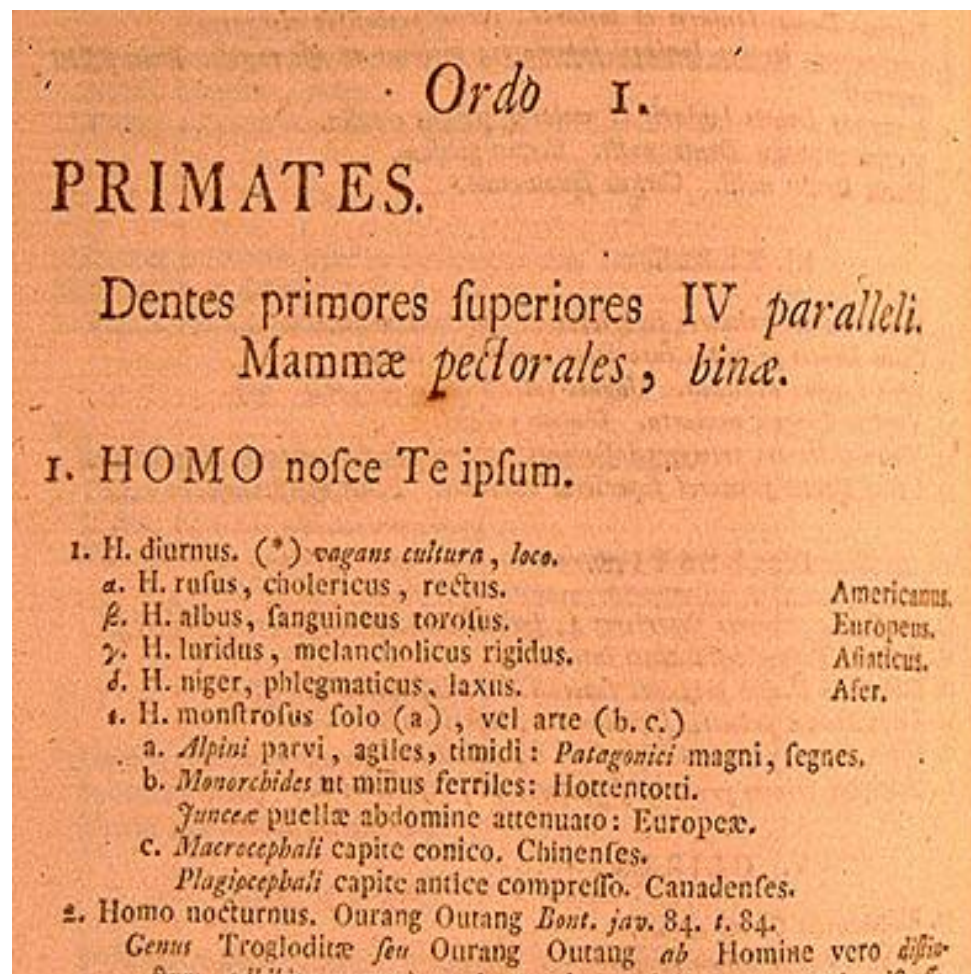 Ordo 1.
PRIMATES.
Dentes primores ſuperiores IV paralleli.
Mammæ pectorales, binæ.
1. HOMO noſce Te ipſum.
1. H. diurnus. (*) vagans cultura, loco.
α. H. rufus, cholericus, rectus. Americanus.
β. H. albus, ſanguineus toroſus. Europeus.
γ. H. luridus, melancholicus rigidus. Aſiaticus.
δ. H. niger, phlegmaticus, laxus. Afer.
ε. H. monſtroſus ſolo (a), vel arte (b. c.)
a. Alpini parvi, agiles, timidi: Patagonici magni, ſegnes.
b. Monorchides ut minus ferriles: Hottentotti.
Junceæ puellæ abdomine attenuato: Europeæ.
c. Macrocephali capite conico. Chinenſes.
Plagiocephali capite antice compreſſo. Canadenſes.
2. Homo nocturnus. Ourang Outang Bont. jav. 84. t. 84.
Genus Trogloditæ ſeu Ourang Outang ab Homine vero diſtin-